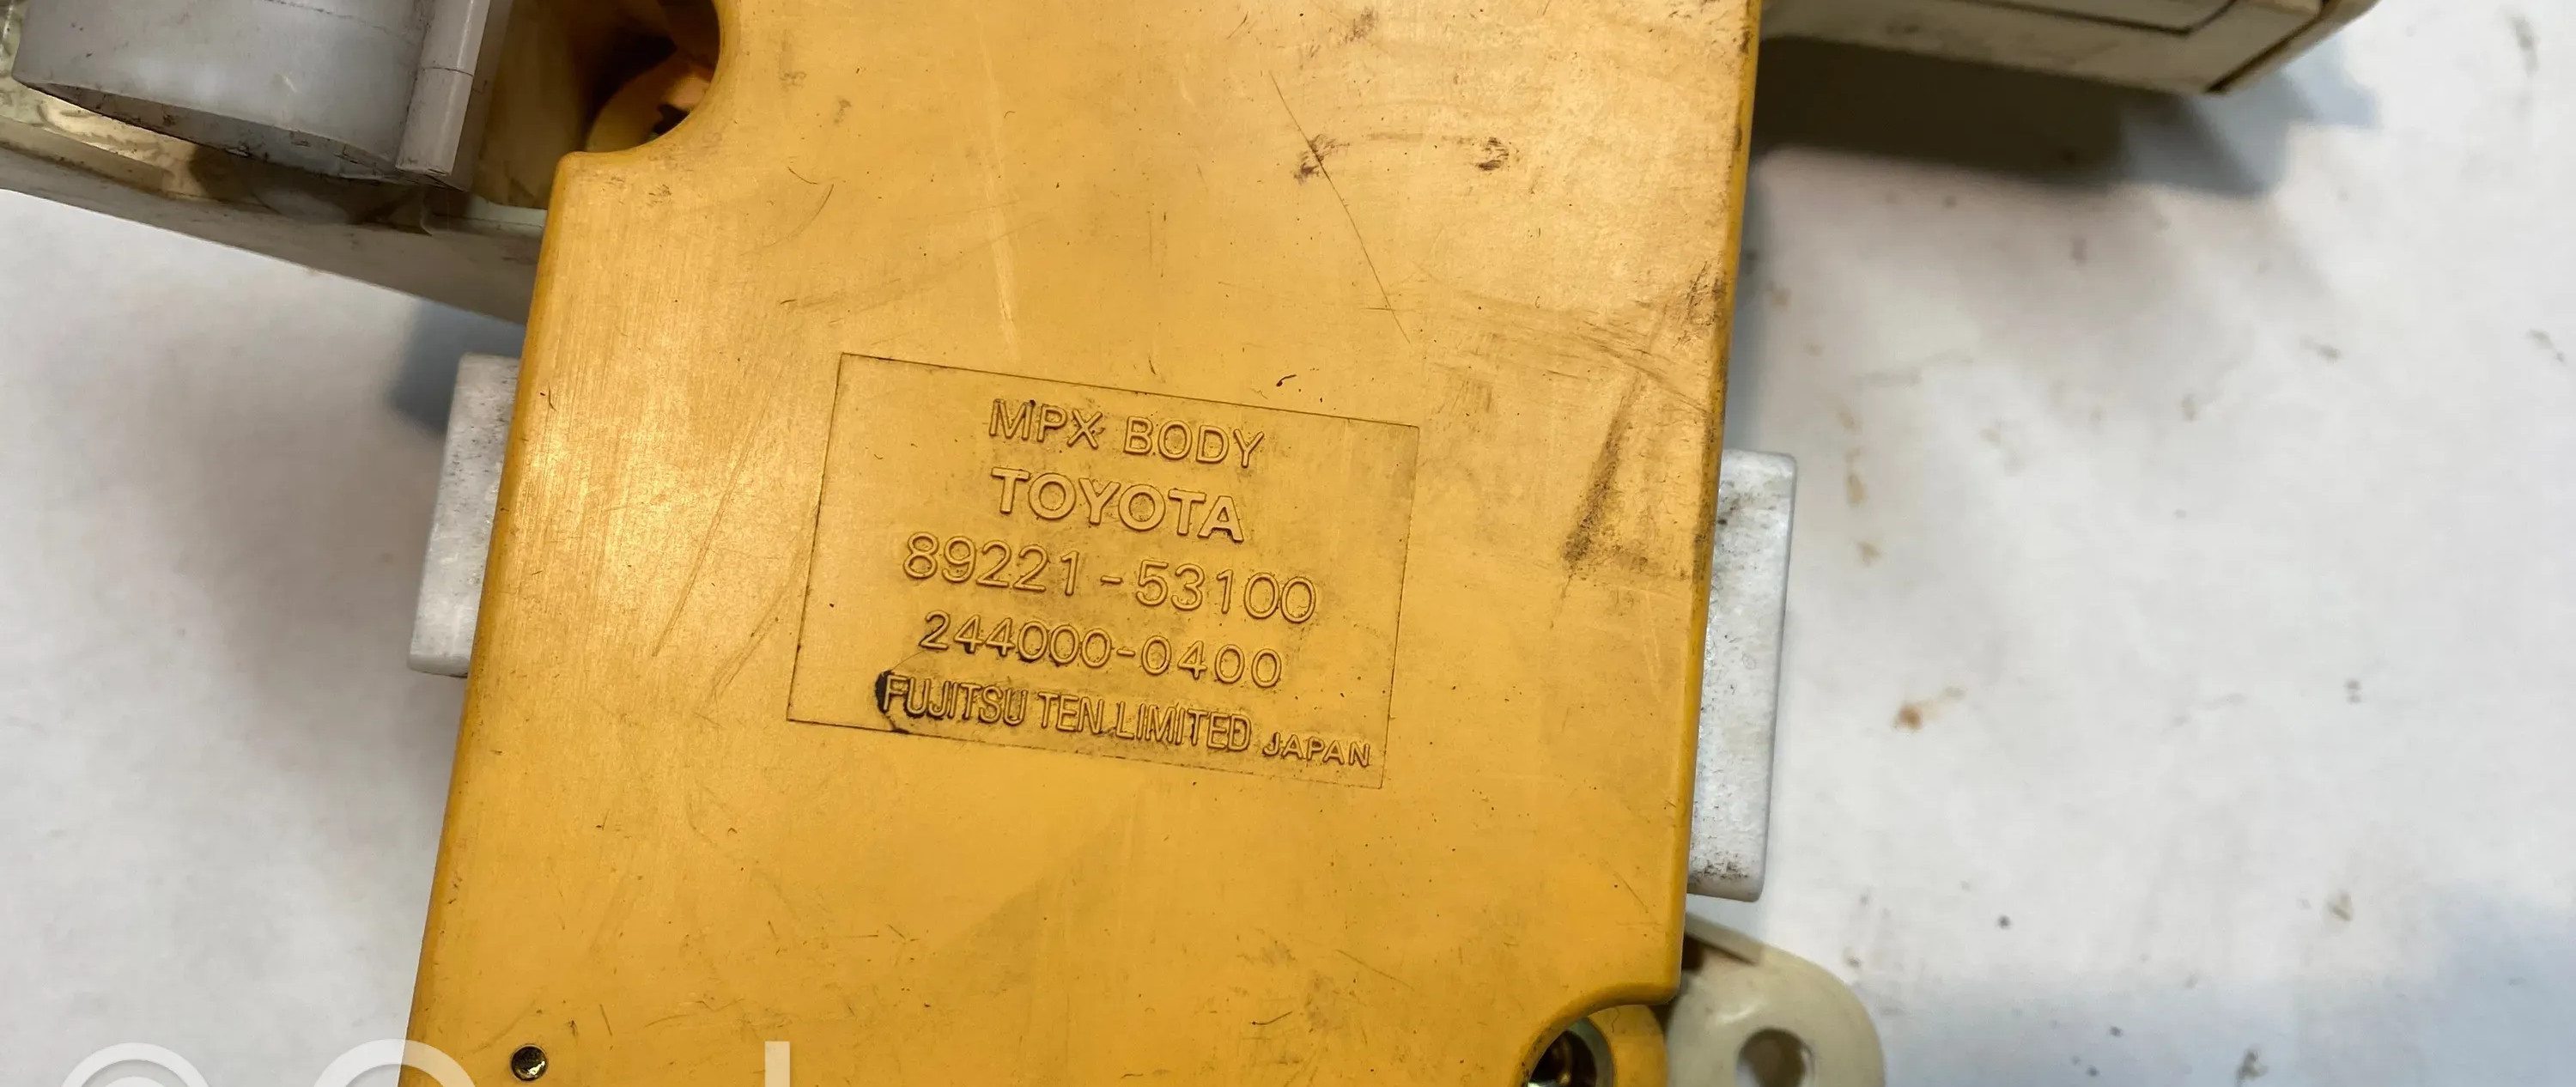 MPX BODY
TOYOTA
89221-53100
244000-0400
FUJITSU TEN LIMITED JAPAN